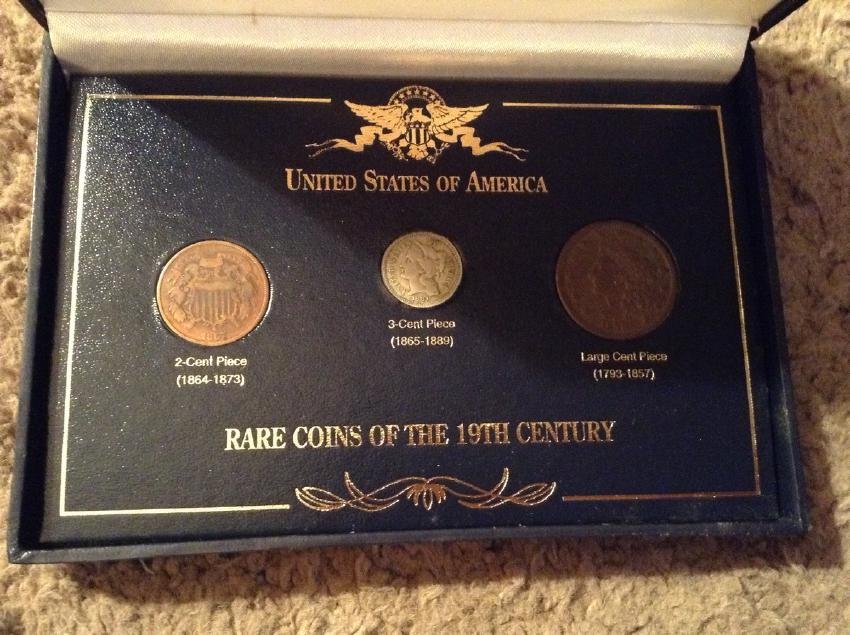 UNITED STATES OF AMERICA
2-Cent Piece
(1864-1873)
3-Cent Piece
(1865-1889)
Large Cent Piece
(1793-1857)
RARE COINS OF THE 19TH CENTURY